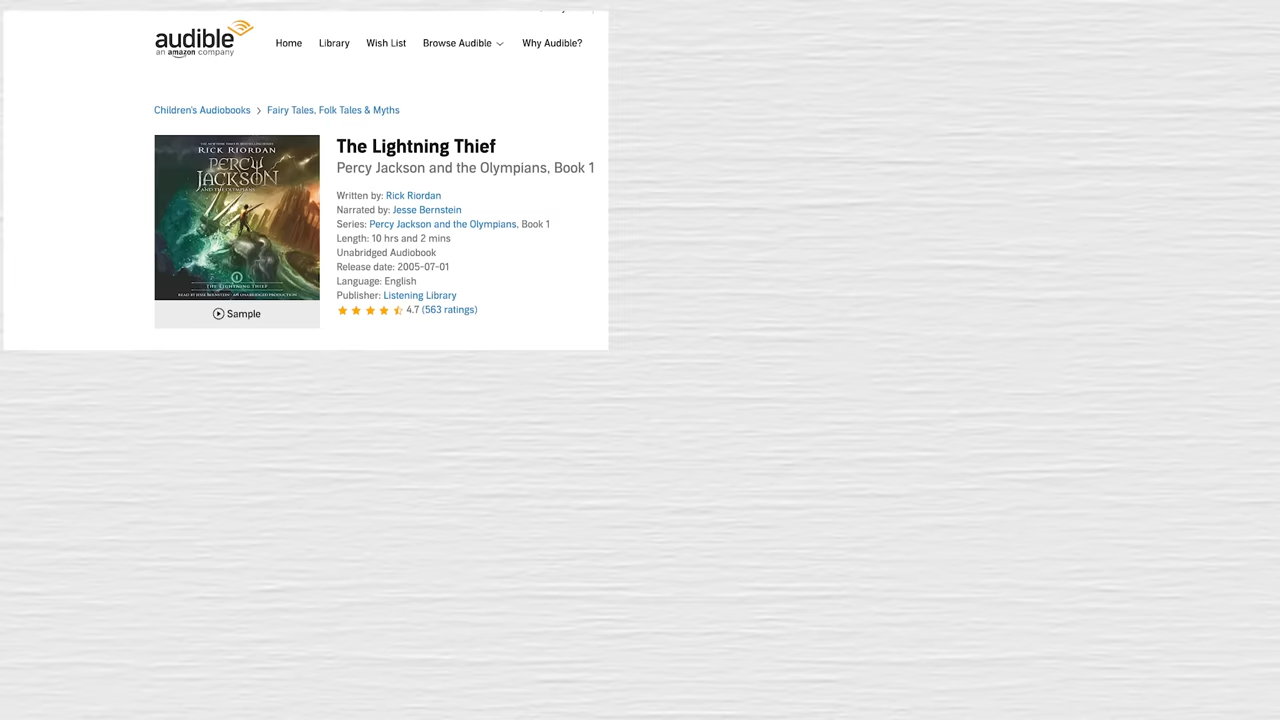 audible
an amazon company
Home Library Wish List Browse Audible Why Audible?
Children's Audiobooks > Fairy Tales, Folk Tales & Myths
RICK RIORDAN
PERCY
JACKSON
AND THE OLYMPIANS
THE LIGHTNING THIEF
READ BY JESSE BERNSTEIN · AN UNABRIDGED PRODUCTION
Sample
The Lightning Thief
Percy Jackson and the Olympians, Book 1
Written by: Rick Riordan
Narrated by: Jesse Bernstein
Series: Percy Jackson and the Olympians, Book 1
Length: 10 hrs and 2 mins
Unabridged Audiobook
Release date: 2005-07-01
Language: English
Publisher: Listening Library
4.7 (563 ratings)